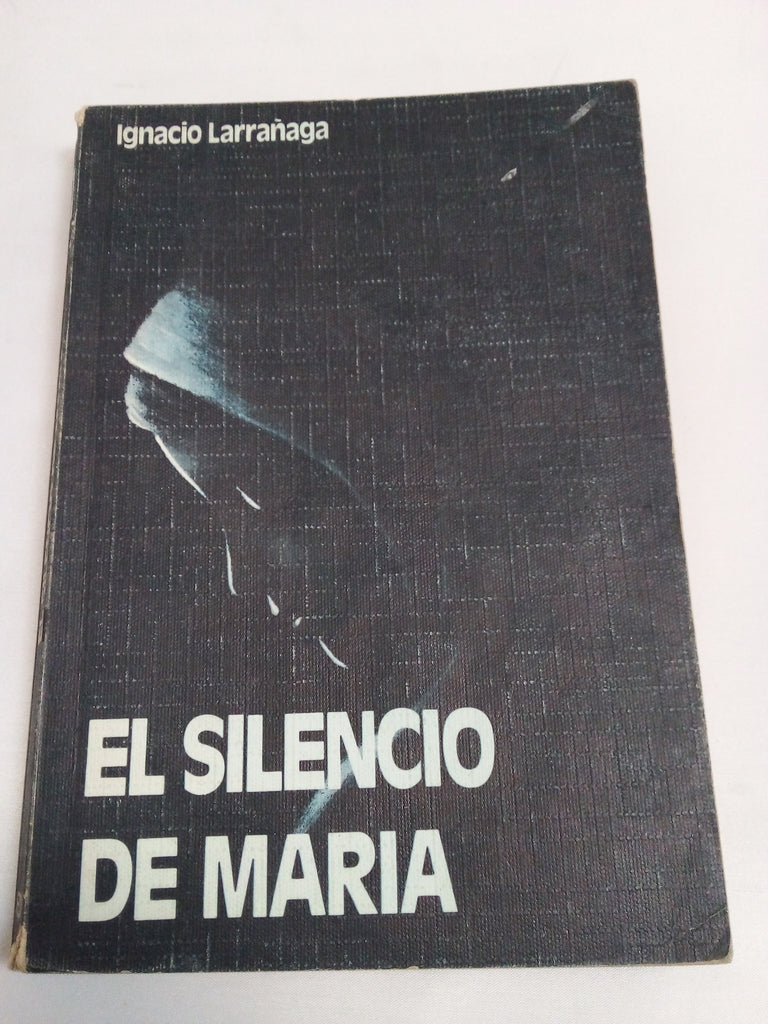 Ignacio Larrañaga
EL SILENCIO
DE MARIA